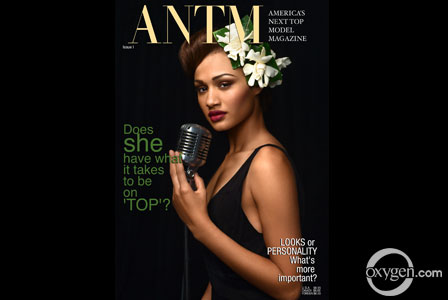 ANTM
AMERICA'S
NEXT TOP
MODEL
MAGAZINE
Issue 1
Does
she
have what
it takes
to be
on
'TOP'?
LOOKS or
PERSONALITY
What's
more
important?
oxygen.com